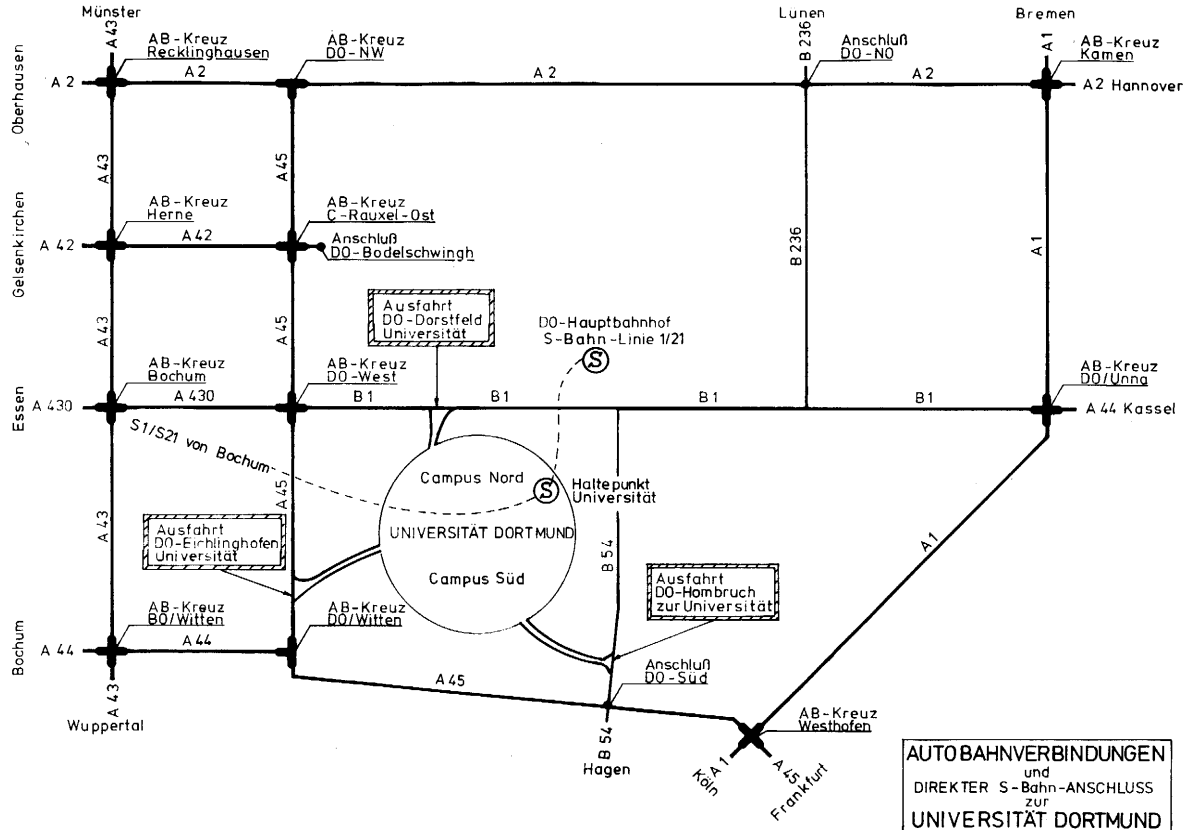 Münster
Lünen
Bremen
A 43
AB-Kreuz
Recklinghausen
AB-Kreuz
DO-NW
B 236
Anschluß
DO-NO
A 1
AB-Kreuz
Kamen
Oberhausen
A 2
A 2
A 2
A 2
A 2 Hannover
A 43
A 45
Gelsenkirchen
AB-Kreuz
Herne
AB-Kreuz
C-Rauxel-Ost
A 42
A 42
Anschluß
DO-Bodelschwingh
B 236
A 1
A 43
A 45
Ausfahrt
DO-Dorstfeld
Universität
DO-Hauptbahnhof
S-Bahn-Linie 1/21
S
Essen
AB-Kreuz
Bochum
AB-Kreuz
DO-West
AB-Kreuz
DO/Unna
A 430
A 430
B 1
B 1
B 1
B 1
A 44 Kassel
S1/S21 von Bochum
Campus Nord
S
Haltepunkt
Universität
A 43
A 45
Ausfahrt
DO-Eichlinghofen
Universität
UNIVERSITÄT DORTMUND
Campus Süd
B 54
A 1
Ausfahrt
DO-Hombruch
zur Universität
Bochum
AB-Kreuz
BO/Witten
AB-Kreuz
DO/Witten
A 44
A 44
A 43
Wuppertal
A 45
Anschluß
DO-Süd
B 54
Hagen
AB-Kreuz
Westhofen
A 1
Köln
A 45
Frankfurt
AUTOBAHNVERBINDUNGEN
und
DIREKTER S-Bahn-ANSCHLUSS
zur
UNIVERSITÄT DORTMUND